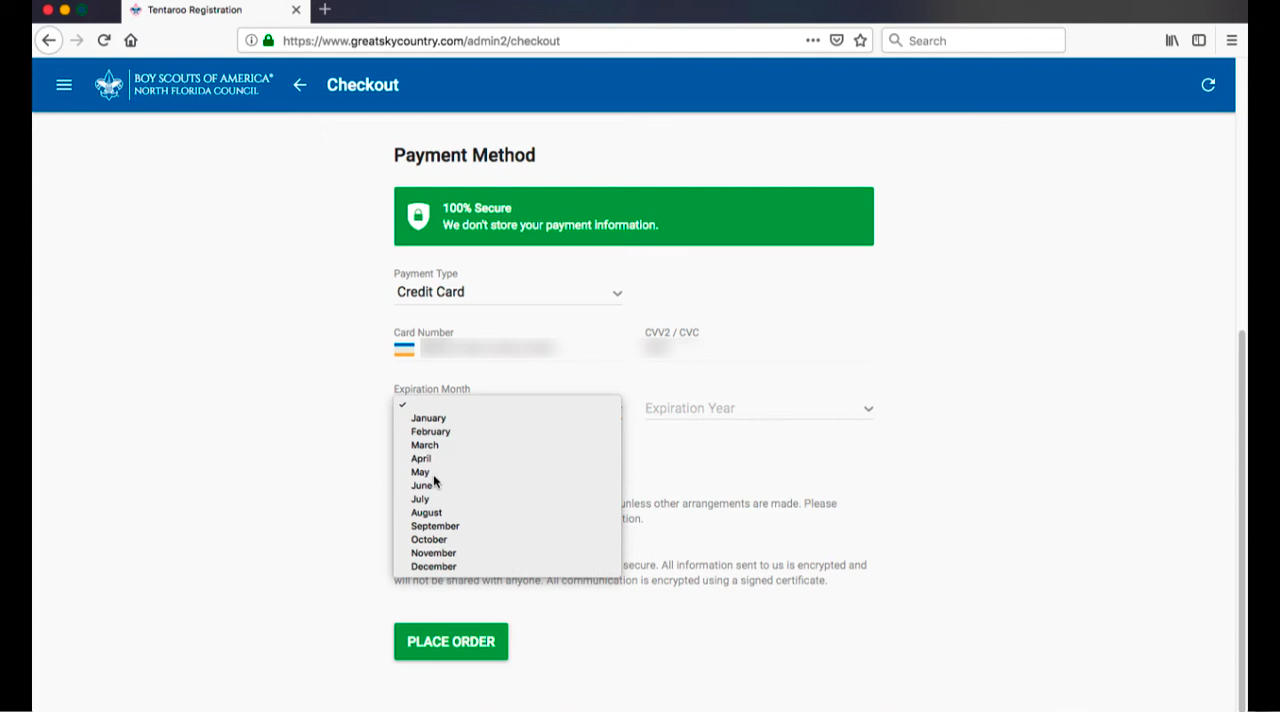 Tentaroo Registration
https://www.greatskycountry.com/admin2/checkout
Search
BOY SCOUTS OF AMERICA®
NORTH FLORIDA COUNCIL
Checkout
Payment Method
100% Secure
We don't store your payment information.
Payment Type
Credit Card
Card Number
CVV2 / CVC
Expiration Month
Expiration Year
January
February
March
April
May
June
July
August
September
October
November
December
unless other arrangements are made. Please
tion.
secure. All information sent to us is encrypted and
will not be shared with anyone. All communication is encrypted using a signed certificate.
PLACE ORDER